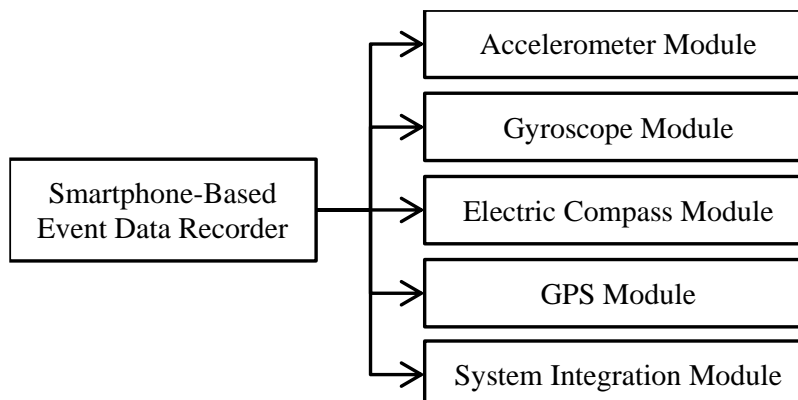 Accelerometer Module
Gyroscope Module
Smartphone-Based
Event Data Recorder
Electric Compass Module
GPS Module
System Integration Module